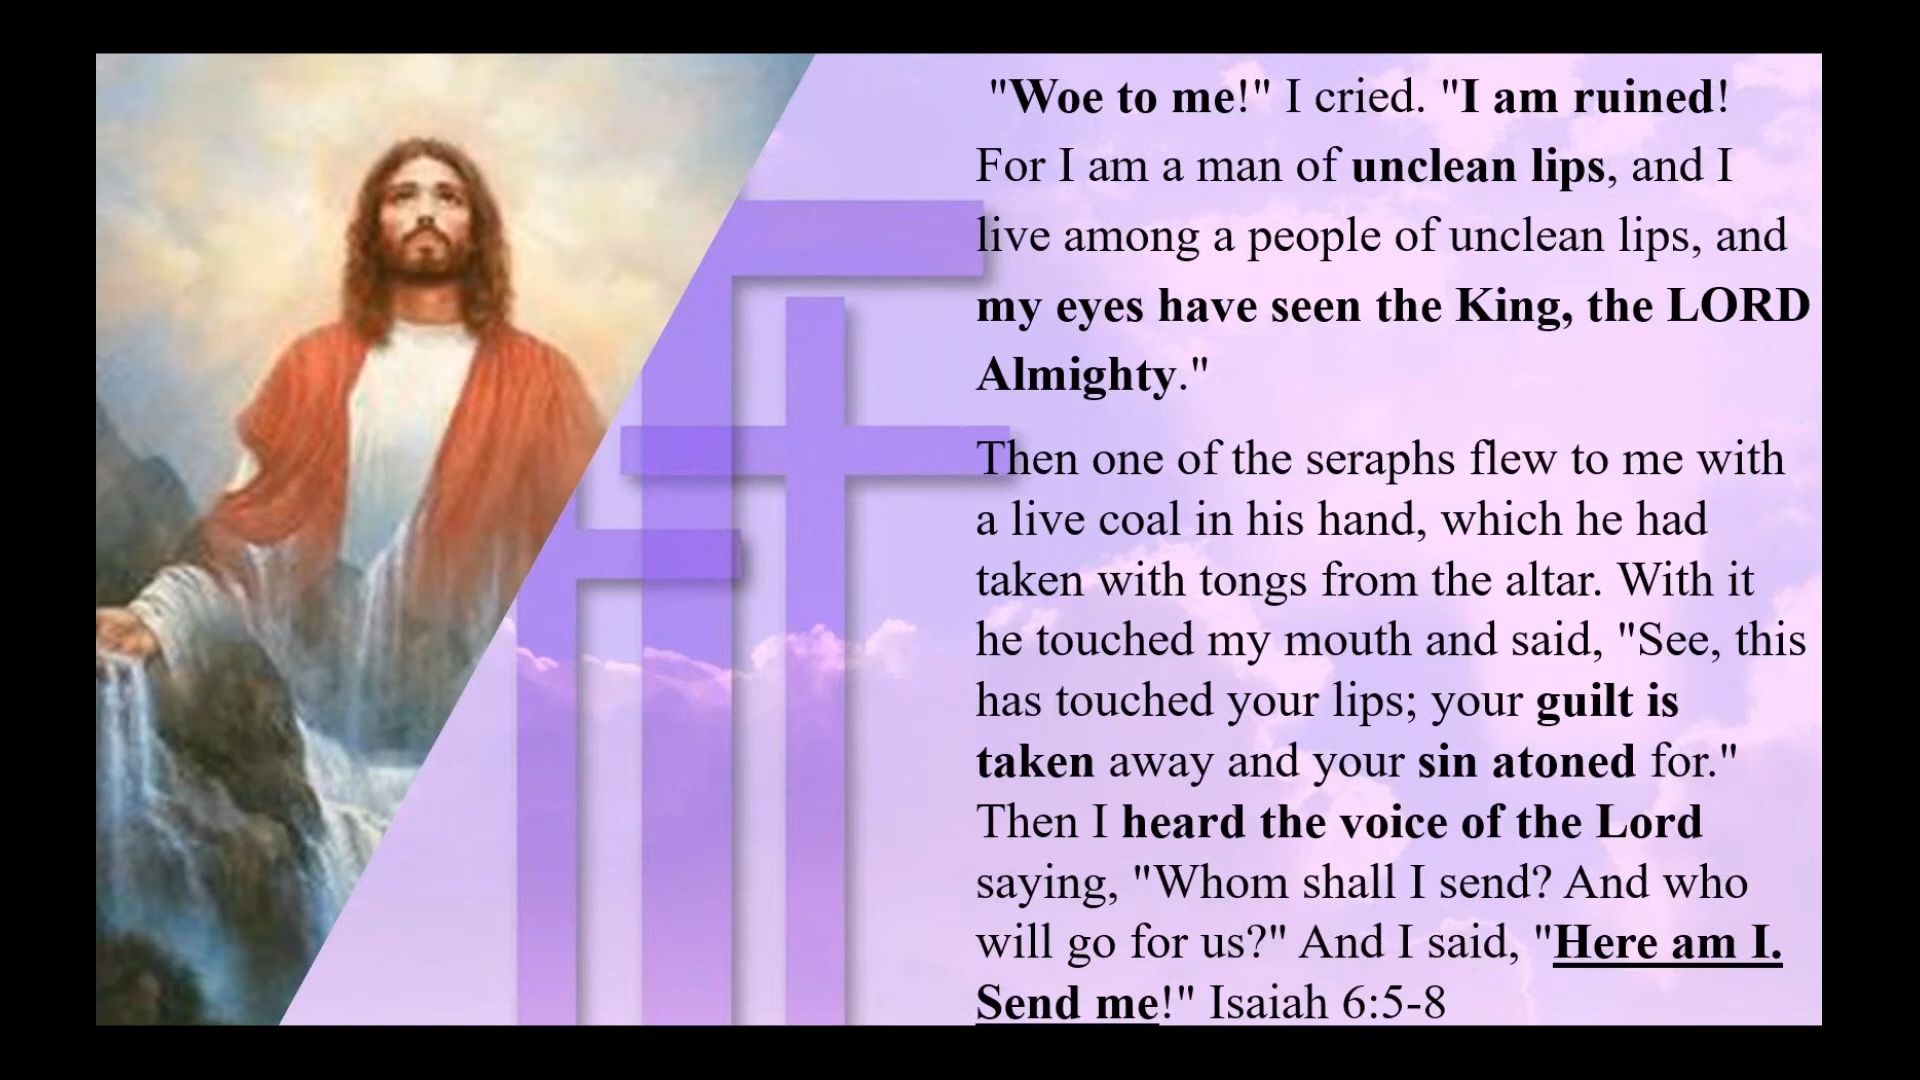 "Woe to me!" I cried. "I am ruined!
For I am a man of unclean lips, and I
live among a people of unclean lips, and
my eyes have seen the King, the LORD
Almighty."
Then one of the seraphs flew to me with
a live coal in his hand, which he had
taken with tongs from the altar. With it
he touched my mouth and said, "See, this
has touched your lips; your guilt is
taken away and your sin atoned for."
Then I heard the voice of the Lord
saying, "Whom shall I send? And who
will go for us?" And I said, "Here am I.
Send me!" Isaiah 6:5-8